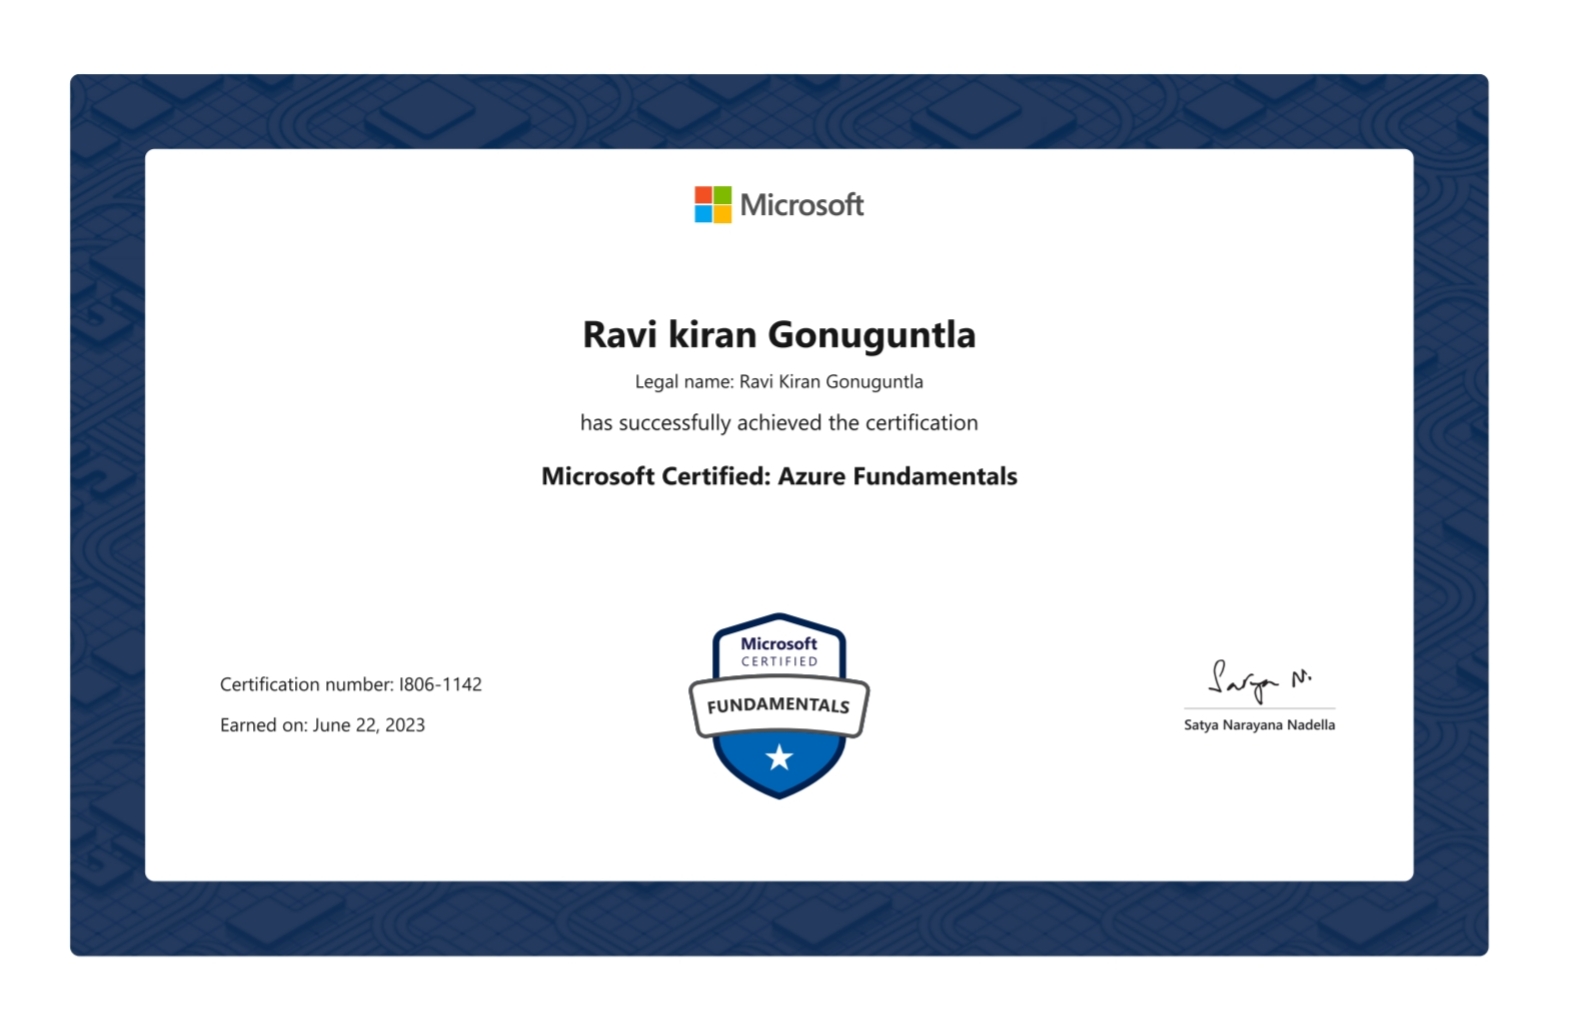 Microsoft
Ravi kiran Gonuguntla
Legal name: Ravi Kiran Gonuguntla
has successfully achieved the certification
Microsoft Certified: Azure Fundamentals
Microsoft
CERTIFIED
FUNDAMENTALS
Certification number: I806-1142
Earned on: June 22, 2023
Satya N.
Satya Narayana Nadella